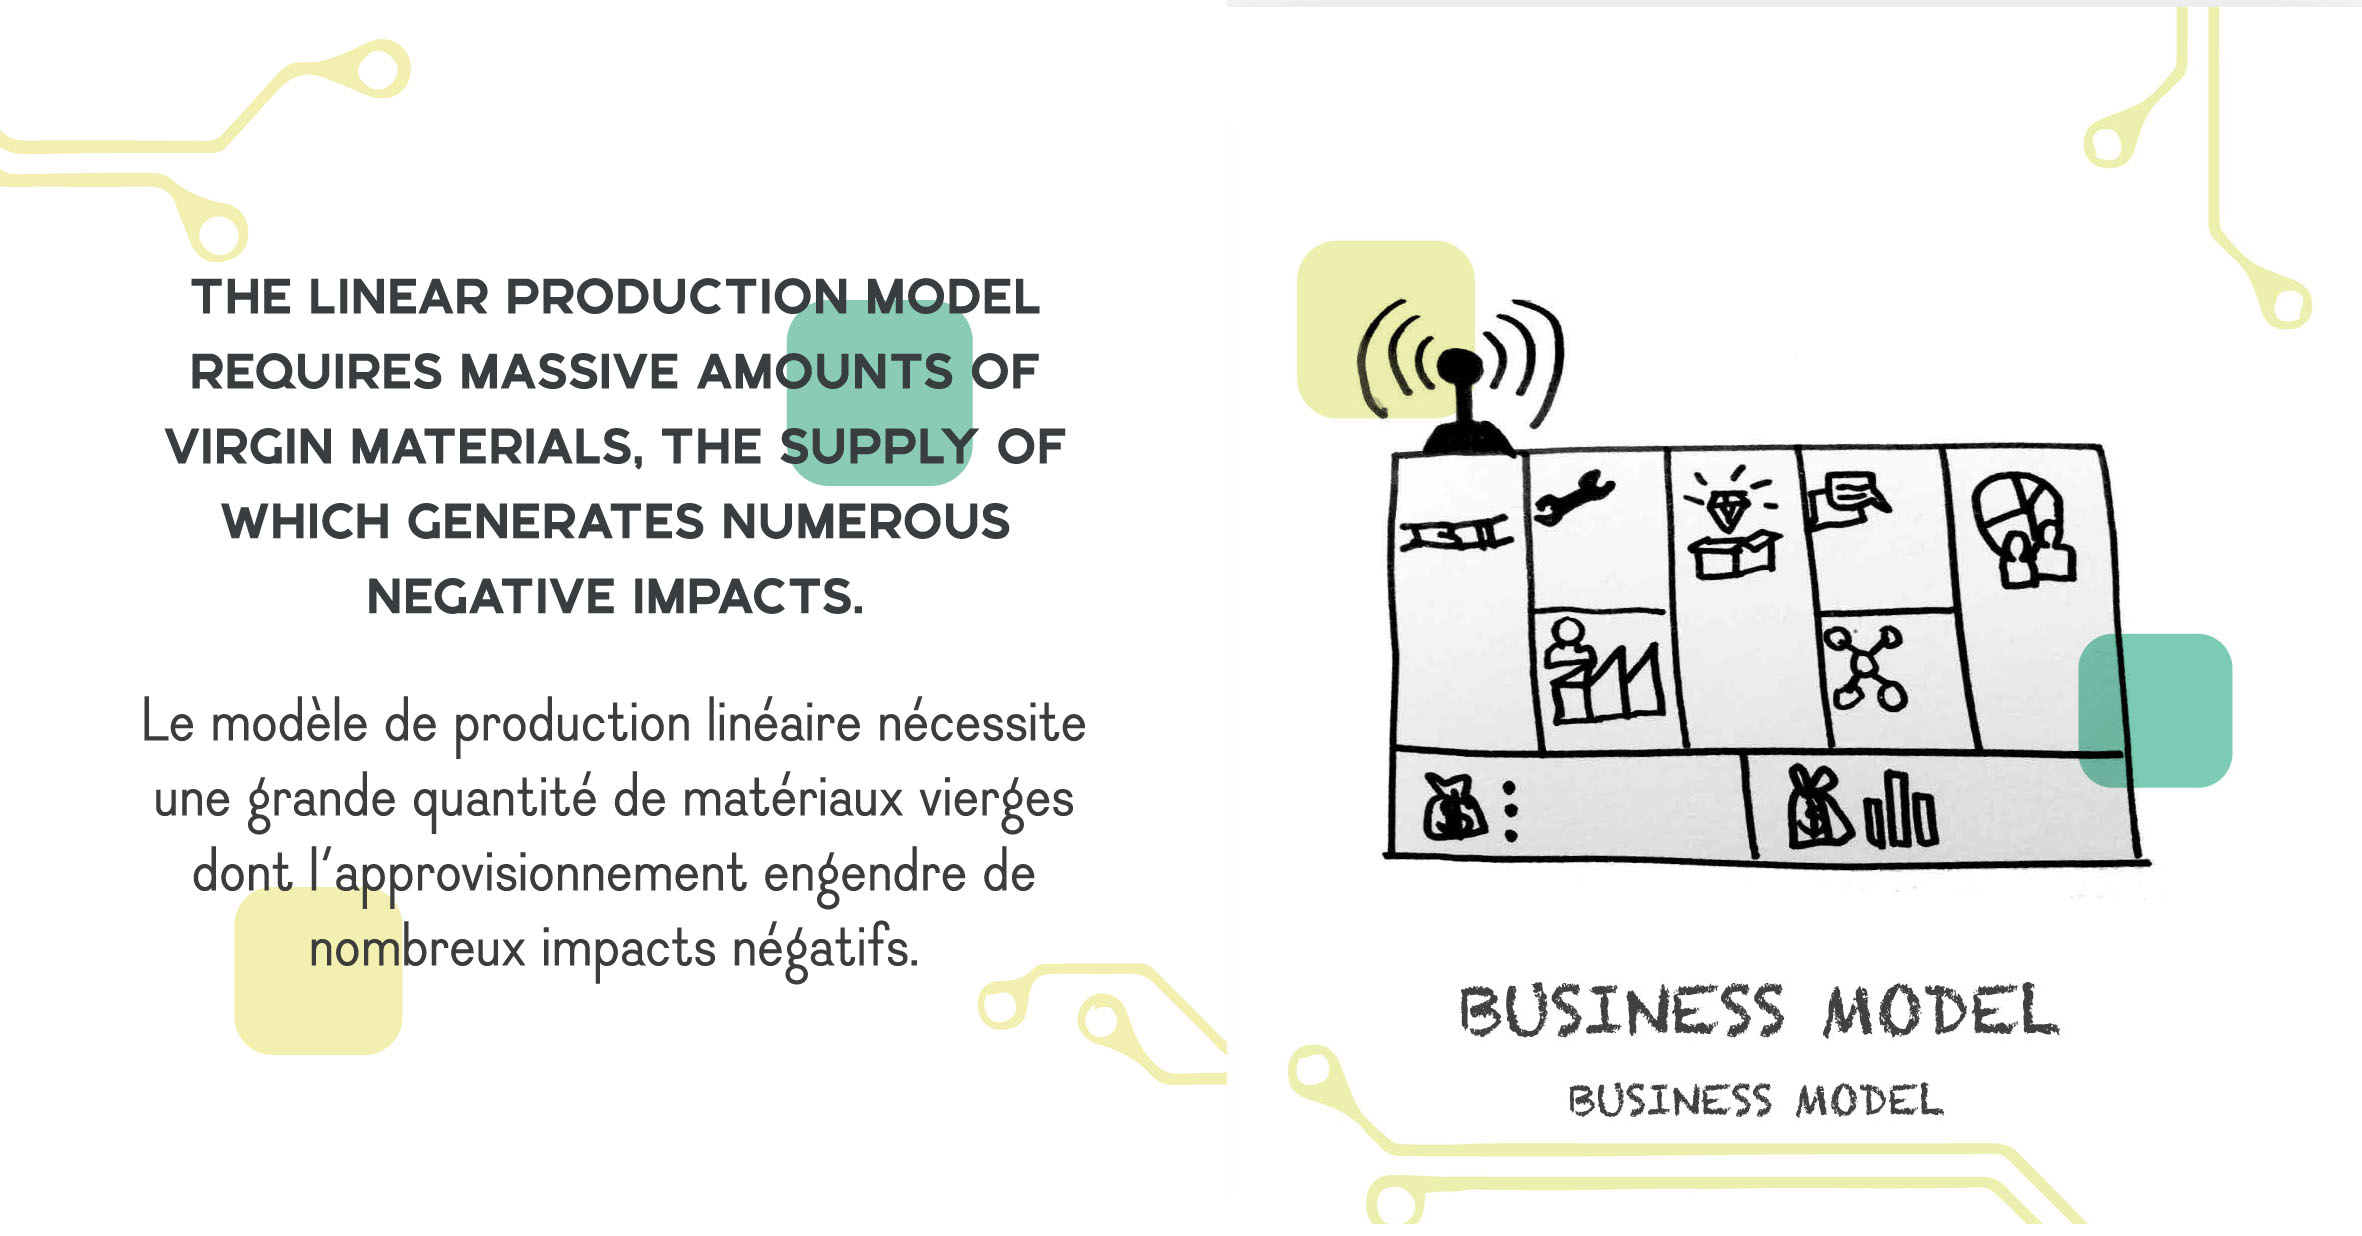 THE LINEAR PRODUCTION MODEL
REQUIRES MASSIVE AMOUNTS OF
VIRGIN MATERIALS, THE SUPPLY OF
WHICH GENERATES NUMEROUS
NEGATIVE IMPACTS.
Le modèle de production linéaire nécessite
une grande quantité de matériaux vierges
dont l'approvisionnement engendre de
nombreux impacts négatifs.
BUSINESS MODEL
BUSINESS MODEL